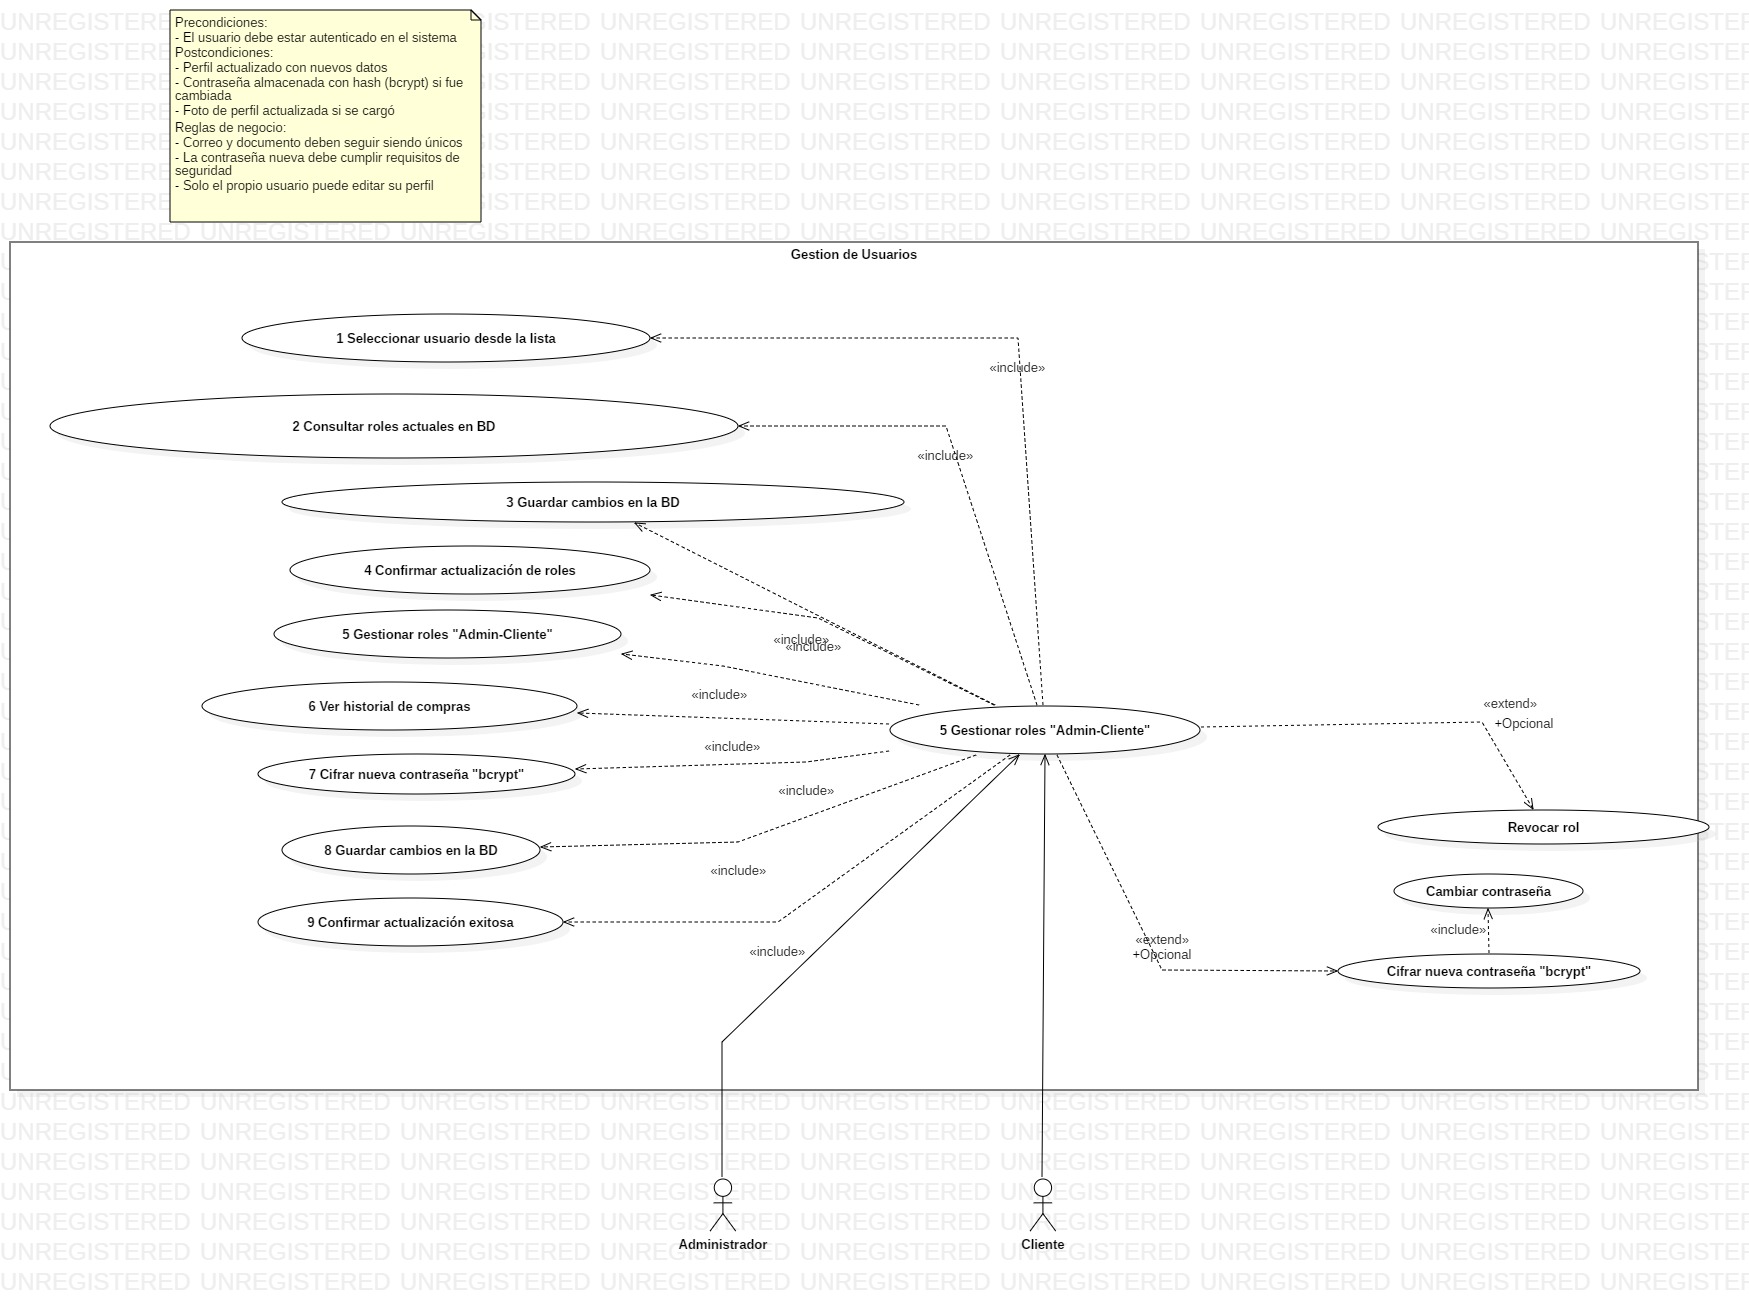 Precondiciones:
- El usuario debe estar autenticado en el sistema
Postcondiciones:
- Perfil actualizado con nuevos datos
- Contraseña almacenada con hash (bcrypt) si fue
cambiada
- Foto de perfil actualizada si se cargó
Reglas de negocio:
- Correo y documento deben seguir siendo únicos
- La contraseña nueva debe cumplir requisitos de
seguridad
- Solo el propio usuario puede editar su perfil
Gestion de Usuarios
1 Seleccionar usuario desde la lista
«include»
2 Consultar roles actuales en BD
«include»
3 Guardar cambios en la BD
4 Confirmar actualización de roles
5 Gestionar roles "Admin-Cliente"
«include»
«include»
6 Ver historial de compras
«include»
5 Gestionar roles "Admin-Cliente"
«extend»
+Opcional
7 Cifrar nueva contraseña "bcrypt"
«include»
«include»
Revocar rol
8 Guardar cambios en la BD
«include»
Cambiar contraseña
9 Confirmar actualización exitosa
«include»
«include»
«extend»
+Opcional
Cifrar nueva contraseña "bcrypt"
Administrador
Cliente
UNREGISTERED